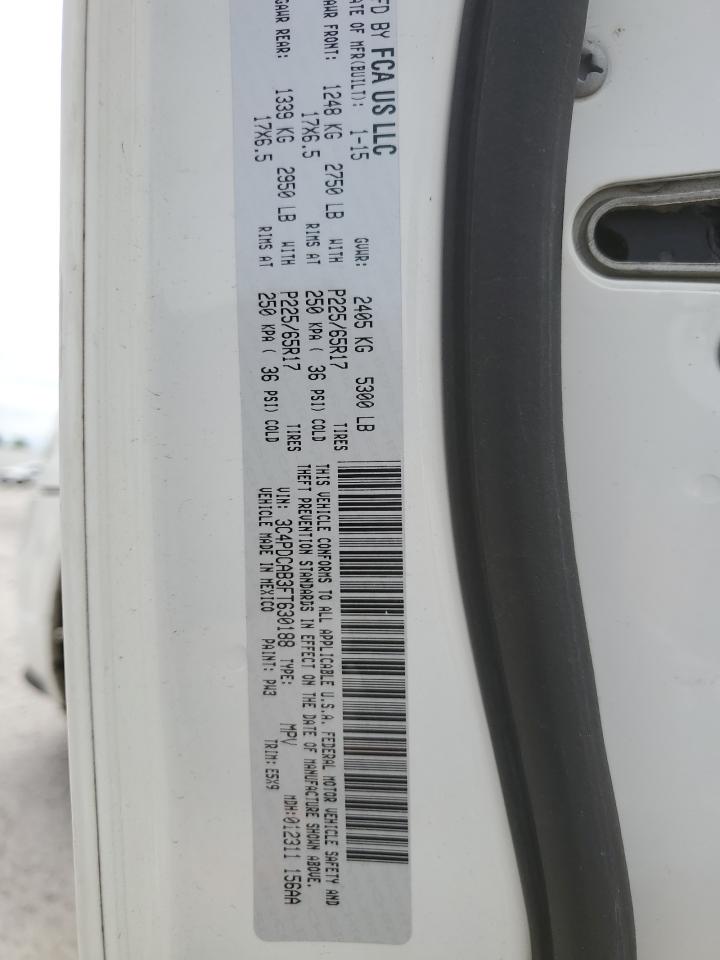 MFD BY FCA US LLC
DATE OF MFR(BUILT): 1-15 GVWR: 2405 KG 5300 LB
GAWR FRONT: 1248 KG 2750 LB WITH P225/65R17 TIRES
17X6.5 RIMS AT 250 KPA ( 36 PSI) COLD
GAWR REAR: 1339 KG 2950 LB WITH P225/65R17 TIRES
17X6.5 RIMS AT 250 KPA ( 36 PSI) COLD
THIS VEHICLE CONFORMS TO ALL APPLICABLE U.S.A. FEDERAL MOTOR VEHICLE SAFETY AND
THEFT PREVENTION STANDARDS IN EFFECT ON THE DATE OF MANUFACTURE SHOWN ABOVE.
VIN: 3C4PDCAB3FT630188 TYPE: MPV MDH:012311 156AA
VEHICLE MADE IN MEXICO PAINT: PW3 TRIM:E5X9